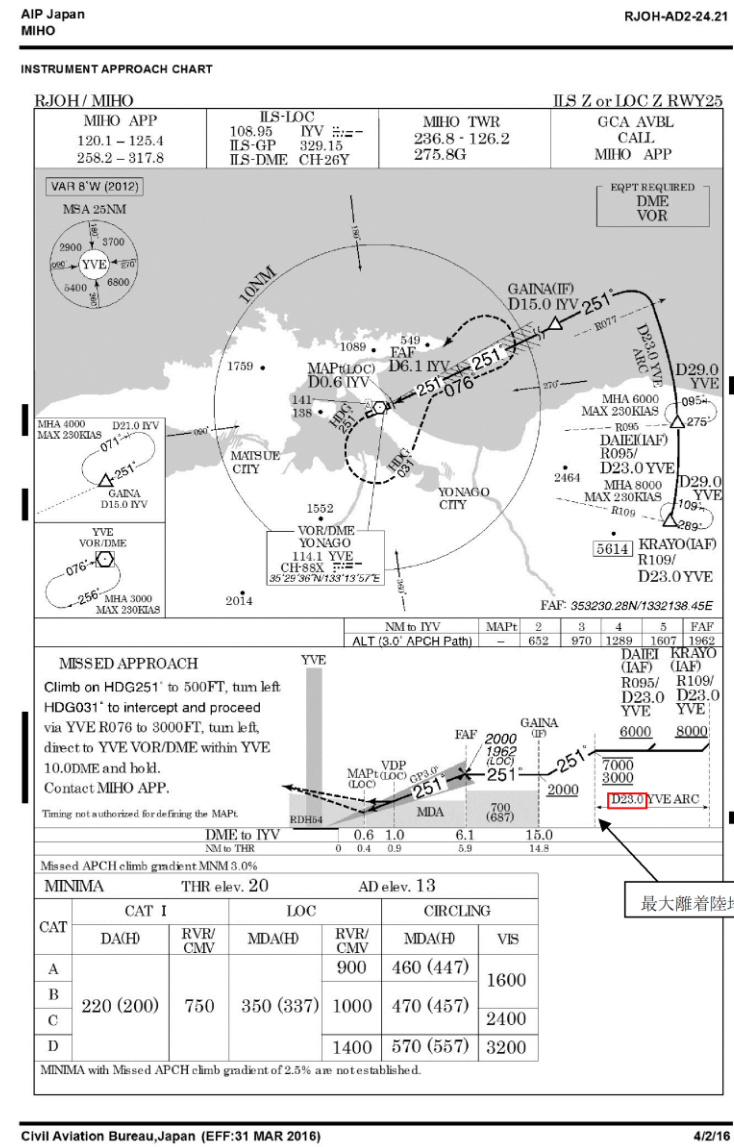 AIP Japan
MIHO
RJOH-AD2-24.21
INSTRUMENT APPROACH CHART
RJOH / MIHO
ILS Z or LOC Z RWY25
MIHO APP
120.1 – 125.4
258.2 – 317.8
ILS-LOC
108.95 IYV
ILS-GP 329.15
ILS-DME CH-26Y
MIHO TWR
236.8 - 126.2
275.8G
GCA AVBL
CALL
MIHO APP
VAR 8°W (2012)
MSA 25NM
180°
2900
3700
090°
YVE
270°
5400
6800
360°
EQPT REQUIRED
DME
VOR
180°
10NM
GAINA(IF)
D15.0 IYV
251°
R077
D23.0 YVE
ARC
1089
549
FAF
D6.1 IYV
251°
1759
MAPt(LOC)
D0.6 IYV
251°
076°
270°
D29.0
YVE
141
138
HDG
251°
MHA 6000
MAX 230KIAS
095°
275°
R095
DAIEI(IAF)
R095/
D23.0 YVE
MHA 4000
MAX 230KIAS
D21.0 IYV
071°
251°
GAINA
D15.0 IYV
090°
MATSUE
CITY
HDG
031°
2464
MHA 8000
MAX 230KIAS
D29.0
YVE
109°
R109
289°
YONAGO
CITY
1552
VOR/DME
YONAGO
114.1 YVE
CH-88X
35°29'36"N/133°13'57"E
5614
KRAYO(IAF)
R109/
D23.0 YVE
YVE
VOR/DME
076°
256°
MHA 3000
MAX 230KIAS
2014
360°
FAF: 353230.28N/1332138.45E
NM to IYV MAPt 2 3 4 5 FAF
ALT (3.0° APCH Path) – 652 970 1289 1607 1962
MISSED APPROACH
Climb on HDG251° to 500FT, turn left
HDG031° to intercept and proceed
via YVE R076 to 3000FT, turn left,
direct to YVE VOR/DME within YVE
10.0DME and hold.
Contact MIHO APP.
Timing not authorized for defining the MAPt.
YVE
DAIEI
(IAF)
R095/
D23.0
YVE
KRAYO
(IAF)
R109/
D23.0
YVE
6000
8000
GAINA
(IF)
FAF
2000
1962
(LOC)
VDP
(LOC)
MAPt
(LOC)
GP3.0°
251°
251°
251°
7000
3000
2000
MDA
700
(687)
D23.0 YVE ARC
RDH54
DME to IYV 0.6 1.0 6.1 15.0
NM to THR 0 0.4 0.9 5.9 14.8
Missed APCH climb gradient MNM 3.0%
MINIMA THR elev. 20 AD elev. 13
CAT CAT I LOC CIRCLING
DA(H) RVR/CMV MDA(H) RVR/CMV MDA(H) VIS
A 900 460 (447)
1600
B 220 (200) 750 350 (337) 1000 470 (457)
C 2400
D 1400 570 (557) 3200
MINIMA with Missed APCH climb gradient of 2.5% are not established.
最大離着陸
Civil Aviation Bureau,Japan (EFF:31 MAR 2016)
4/2/16